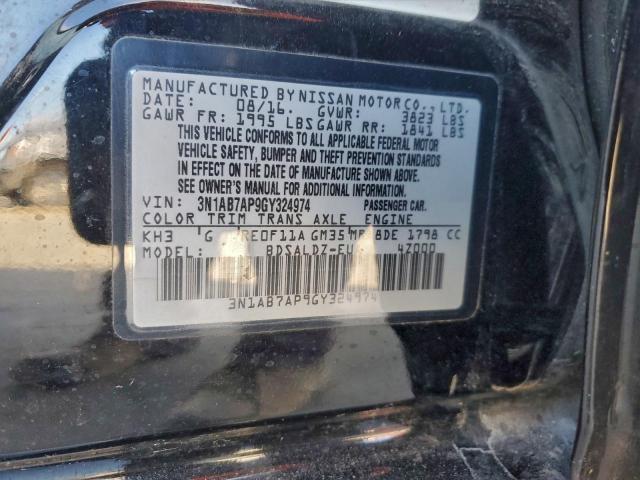 MANUFACTURED BY NISSAN MOTOR CO., LTD.
DATE: 08/16. GVWR: 3823 LBS
GAWR FR: 1995 LBS GAWR RR: 1841 LBS
THIS VEHICLE CONFORMS TO ALL APPLICABLE FEDERAL MOTOR
VEHICLE SAFETY, BUMPER AND THEFT PREVENTION STANDARDS
IN EFFECT ON THE DATE OF MANUFACTURE SHOWN ABOVE.
SEE OWNER'S MANUAL FOR ADDITIONAL INFORMATION.
VIN: 3N1AB7AP9GY324974 PASSENGER CAR.
COLOR TRIM TRANS AXLE ENGINE
KH3 G RE0F11A GM35 1798 CC
MODEL: BDSALDZ-EU 4Z000
3N1AB7AP9GY324974